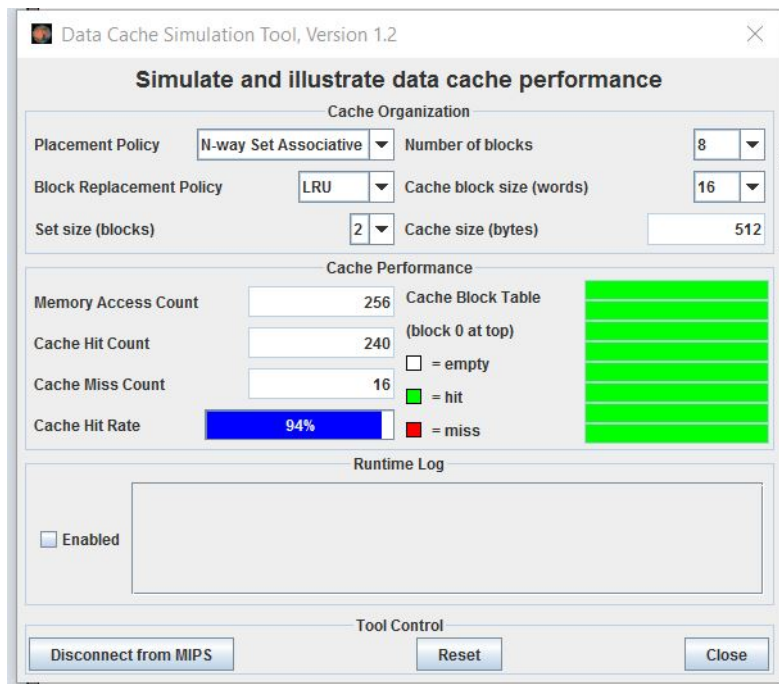 Data Cache Simulation Tool, Version 1.2
Simulate and illustrate data cache performance
Cache Organization
Placement Policy N-way Set Associative Number of blocks 8
Block Replacement Policy LRU Cache block size (words) 16
Set size (blocks) 2 Cache size (bytes) 512
Cache Performance
Memory Access Count 256 Cache Block Table
(block 0 at top)
Cache Hit Count 240
= empty
Cache Miss Count 16
= hit
Cache Hit Rate 94%
= miss
Runtime Log
Enabled
Tool Control
Disconnect from MIPS Reset Close